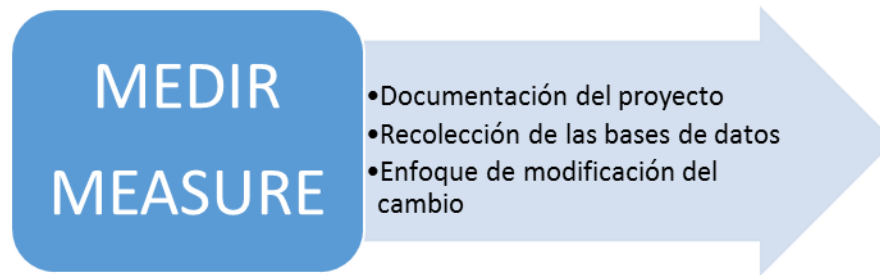 MEDIR
MEASURE
•Documentación del proyecto
•Recolección de las bases de datos
•Enfoque de modificación del
cambio